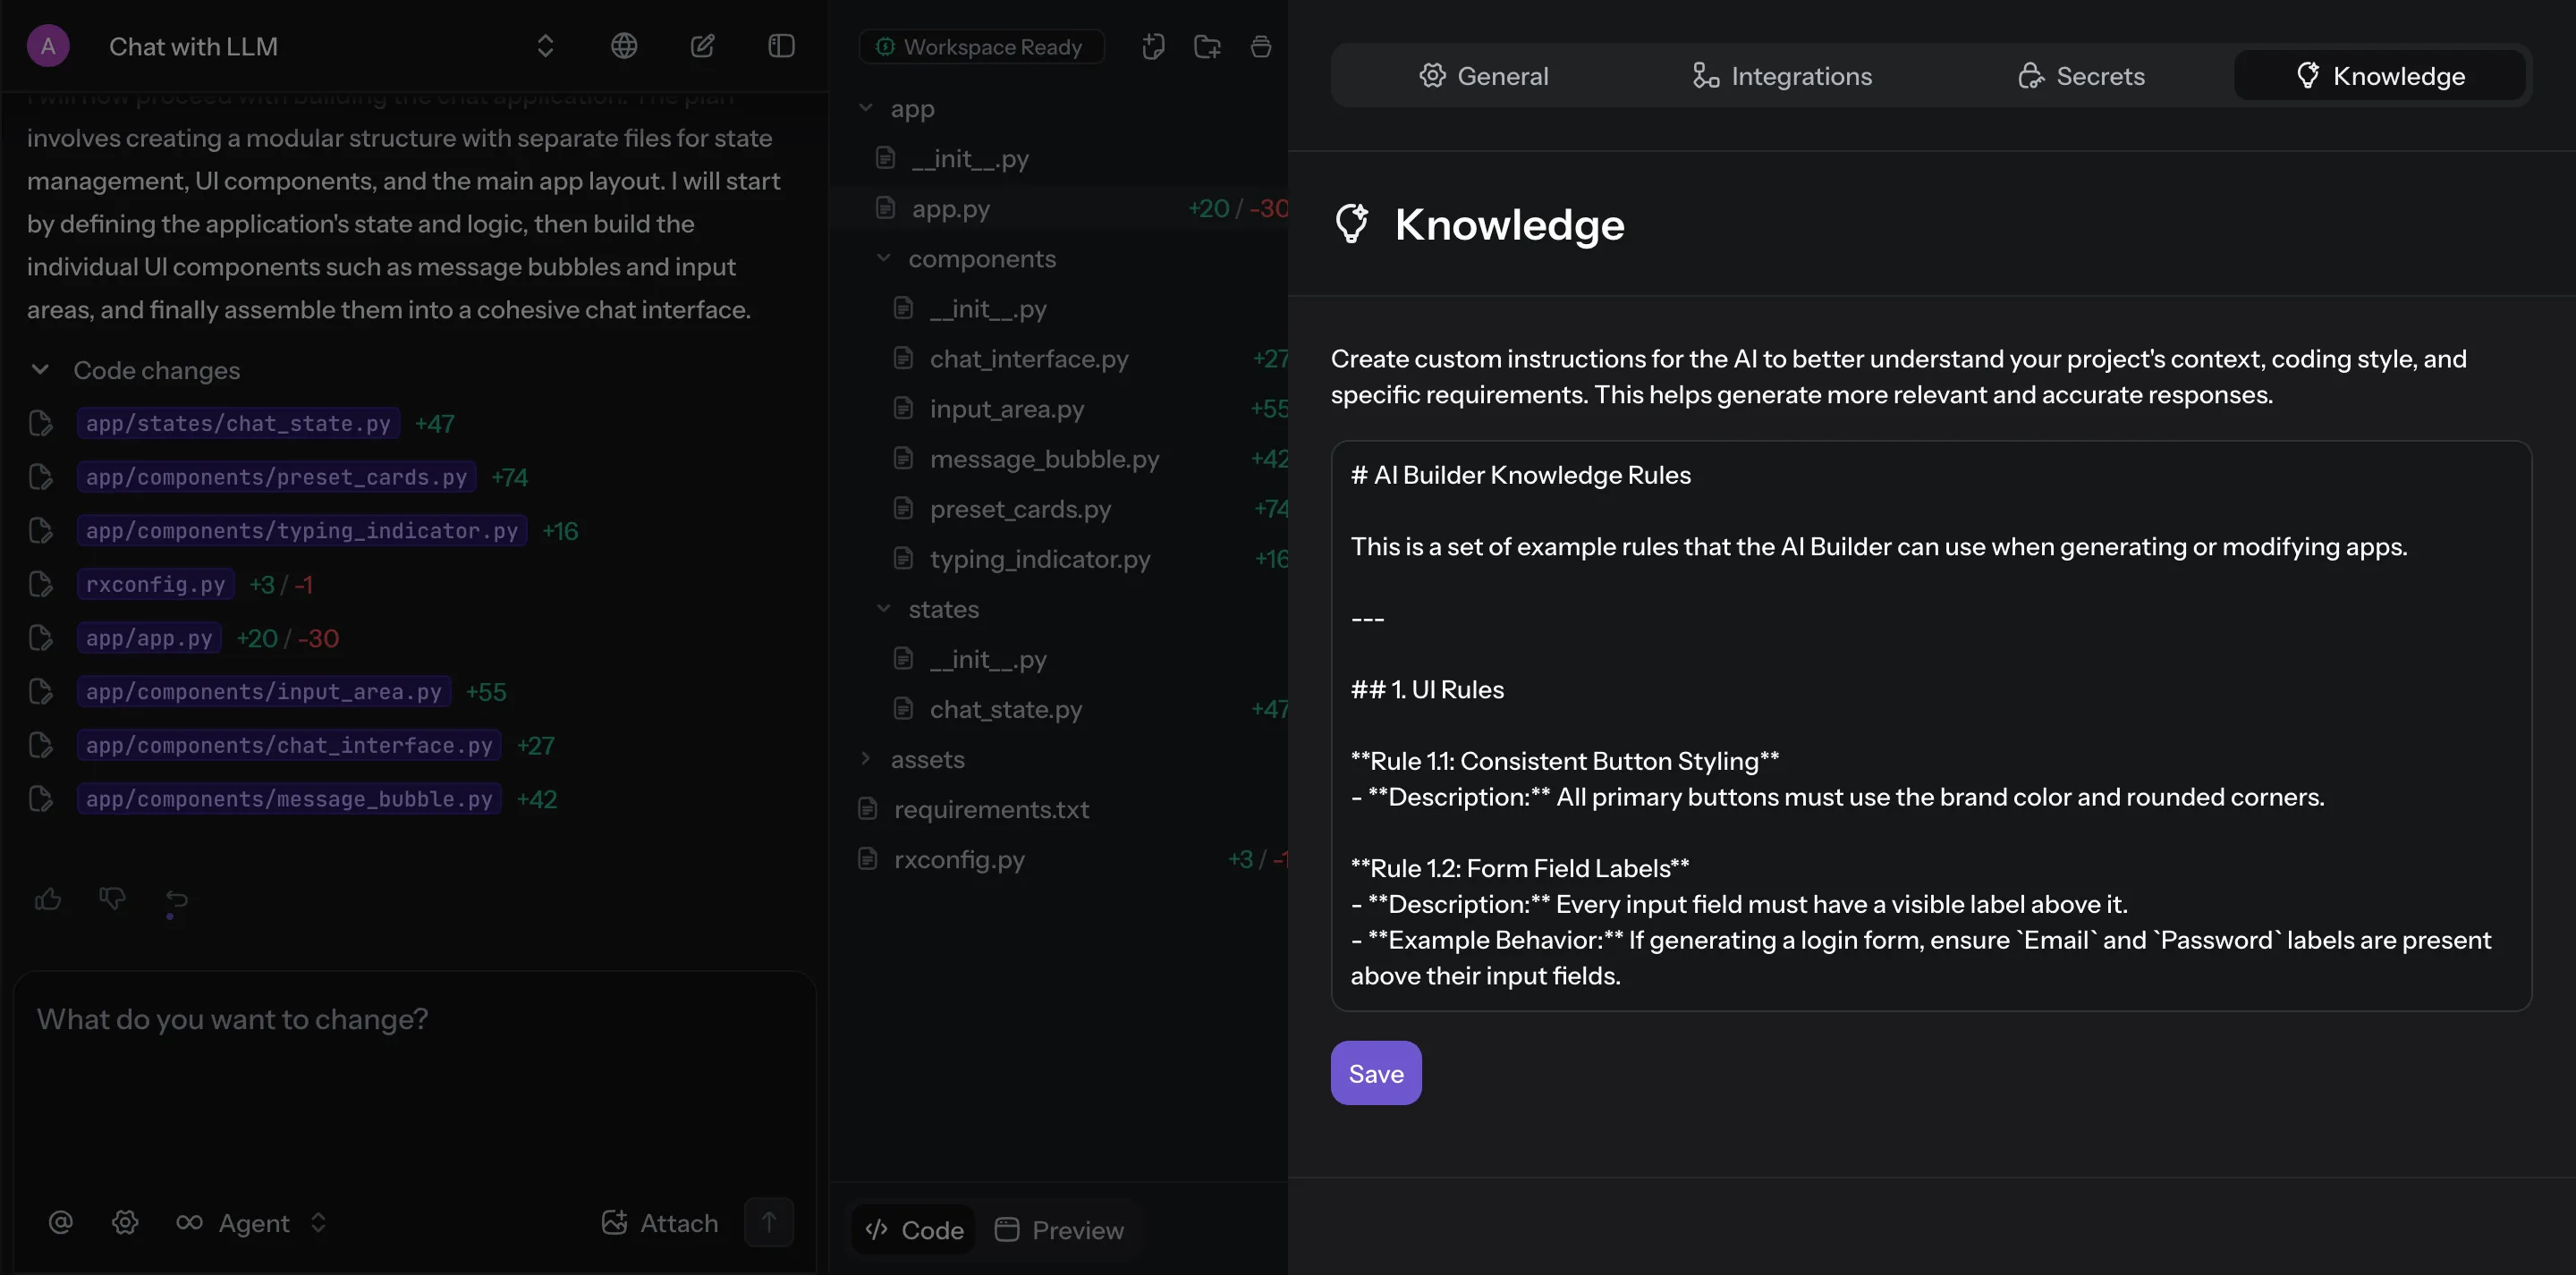 A
Chat with LLM
I will now proceed with building the chat application. The plan
involves creating a modular structure with separate files for state
management, UI components, and the main app layout. I will start
by defining the application's state and logic, then build the
individual UI components such as message bubbles and input
areas, and finally assemble them into a cohesive chat interface.
Code changes
app/states/chat_state.py +47
app/components/preset_cards.py +74
app/components/typing_indicator.py +16
rxconfig.py +3 / -1
app/app.py +20 / -30
app/components/input_area.py +55
app/components/chat_interface.py +27
app/components/message_bubble.py +42
What do you want to change?
Agent
Attach
Workspace Ready
app
__init__.py
app.py +20 / -30
components
__init__.py
chat_interface.py +27
input_area.py +55
message_bubble.py +42
preset_cards.py +74
typing_indicator.py +16
states
__init__.py
chat_state.py +47
assets
requirements.txt
rxconfig.py +3 / -1
Code
Preview
General
Integrations
Secrets
Knowledge
Knowledge
Create custom instructions for the AI to better understand your project's context, coding style, and
specific requirements. This helps generate more relevant and accurate responses.
# AI Builder Knowledge Rules
This is a set of example rules that the AI Builder can use when generating or modifying apps.
---
## 1. UI Rules
**Rule 1.1: Consistent Button Styling**
- **Description:** All primary buttons must use the brand color and rounded corners.
**Rule 1.2: Form Field Labels**
- **Description:** Every input field must have a visible label above it.
- **Example Behavior:** If generating a login form, ensure `Email` and `Password` labels are present
above their input fields.
Save